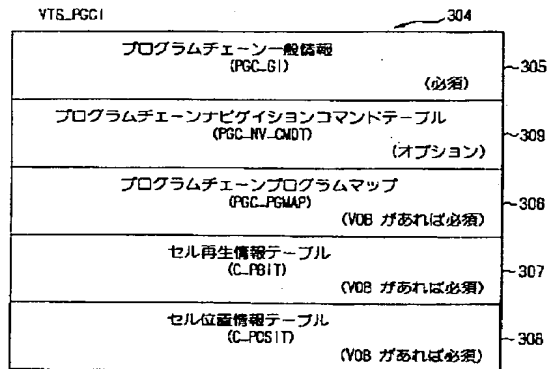 VTS_PGCI
304
プログラムチェーン一般情報
(PGC_GI)
(必須)
305
プログラムチェーンナビゲイションコマンドテーブル
(PGC_NV_CMDT)
(オプション)
309
プログラムチェーンプログラムマップ
(PGC_PGMAP)
(VOB があれば必須)
306
セル再生情報テーブル
(C_PBIT)
(VOB があれば必須)
307
セル位置情報テーブル
(C_POSIT)
(VOB があれば必須)
308